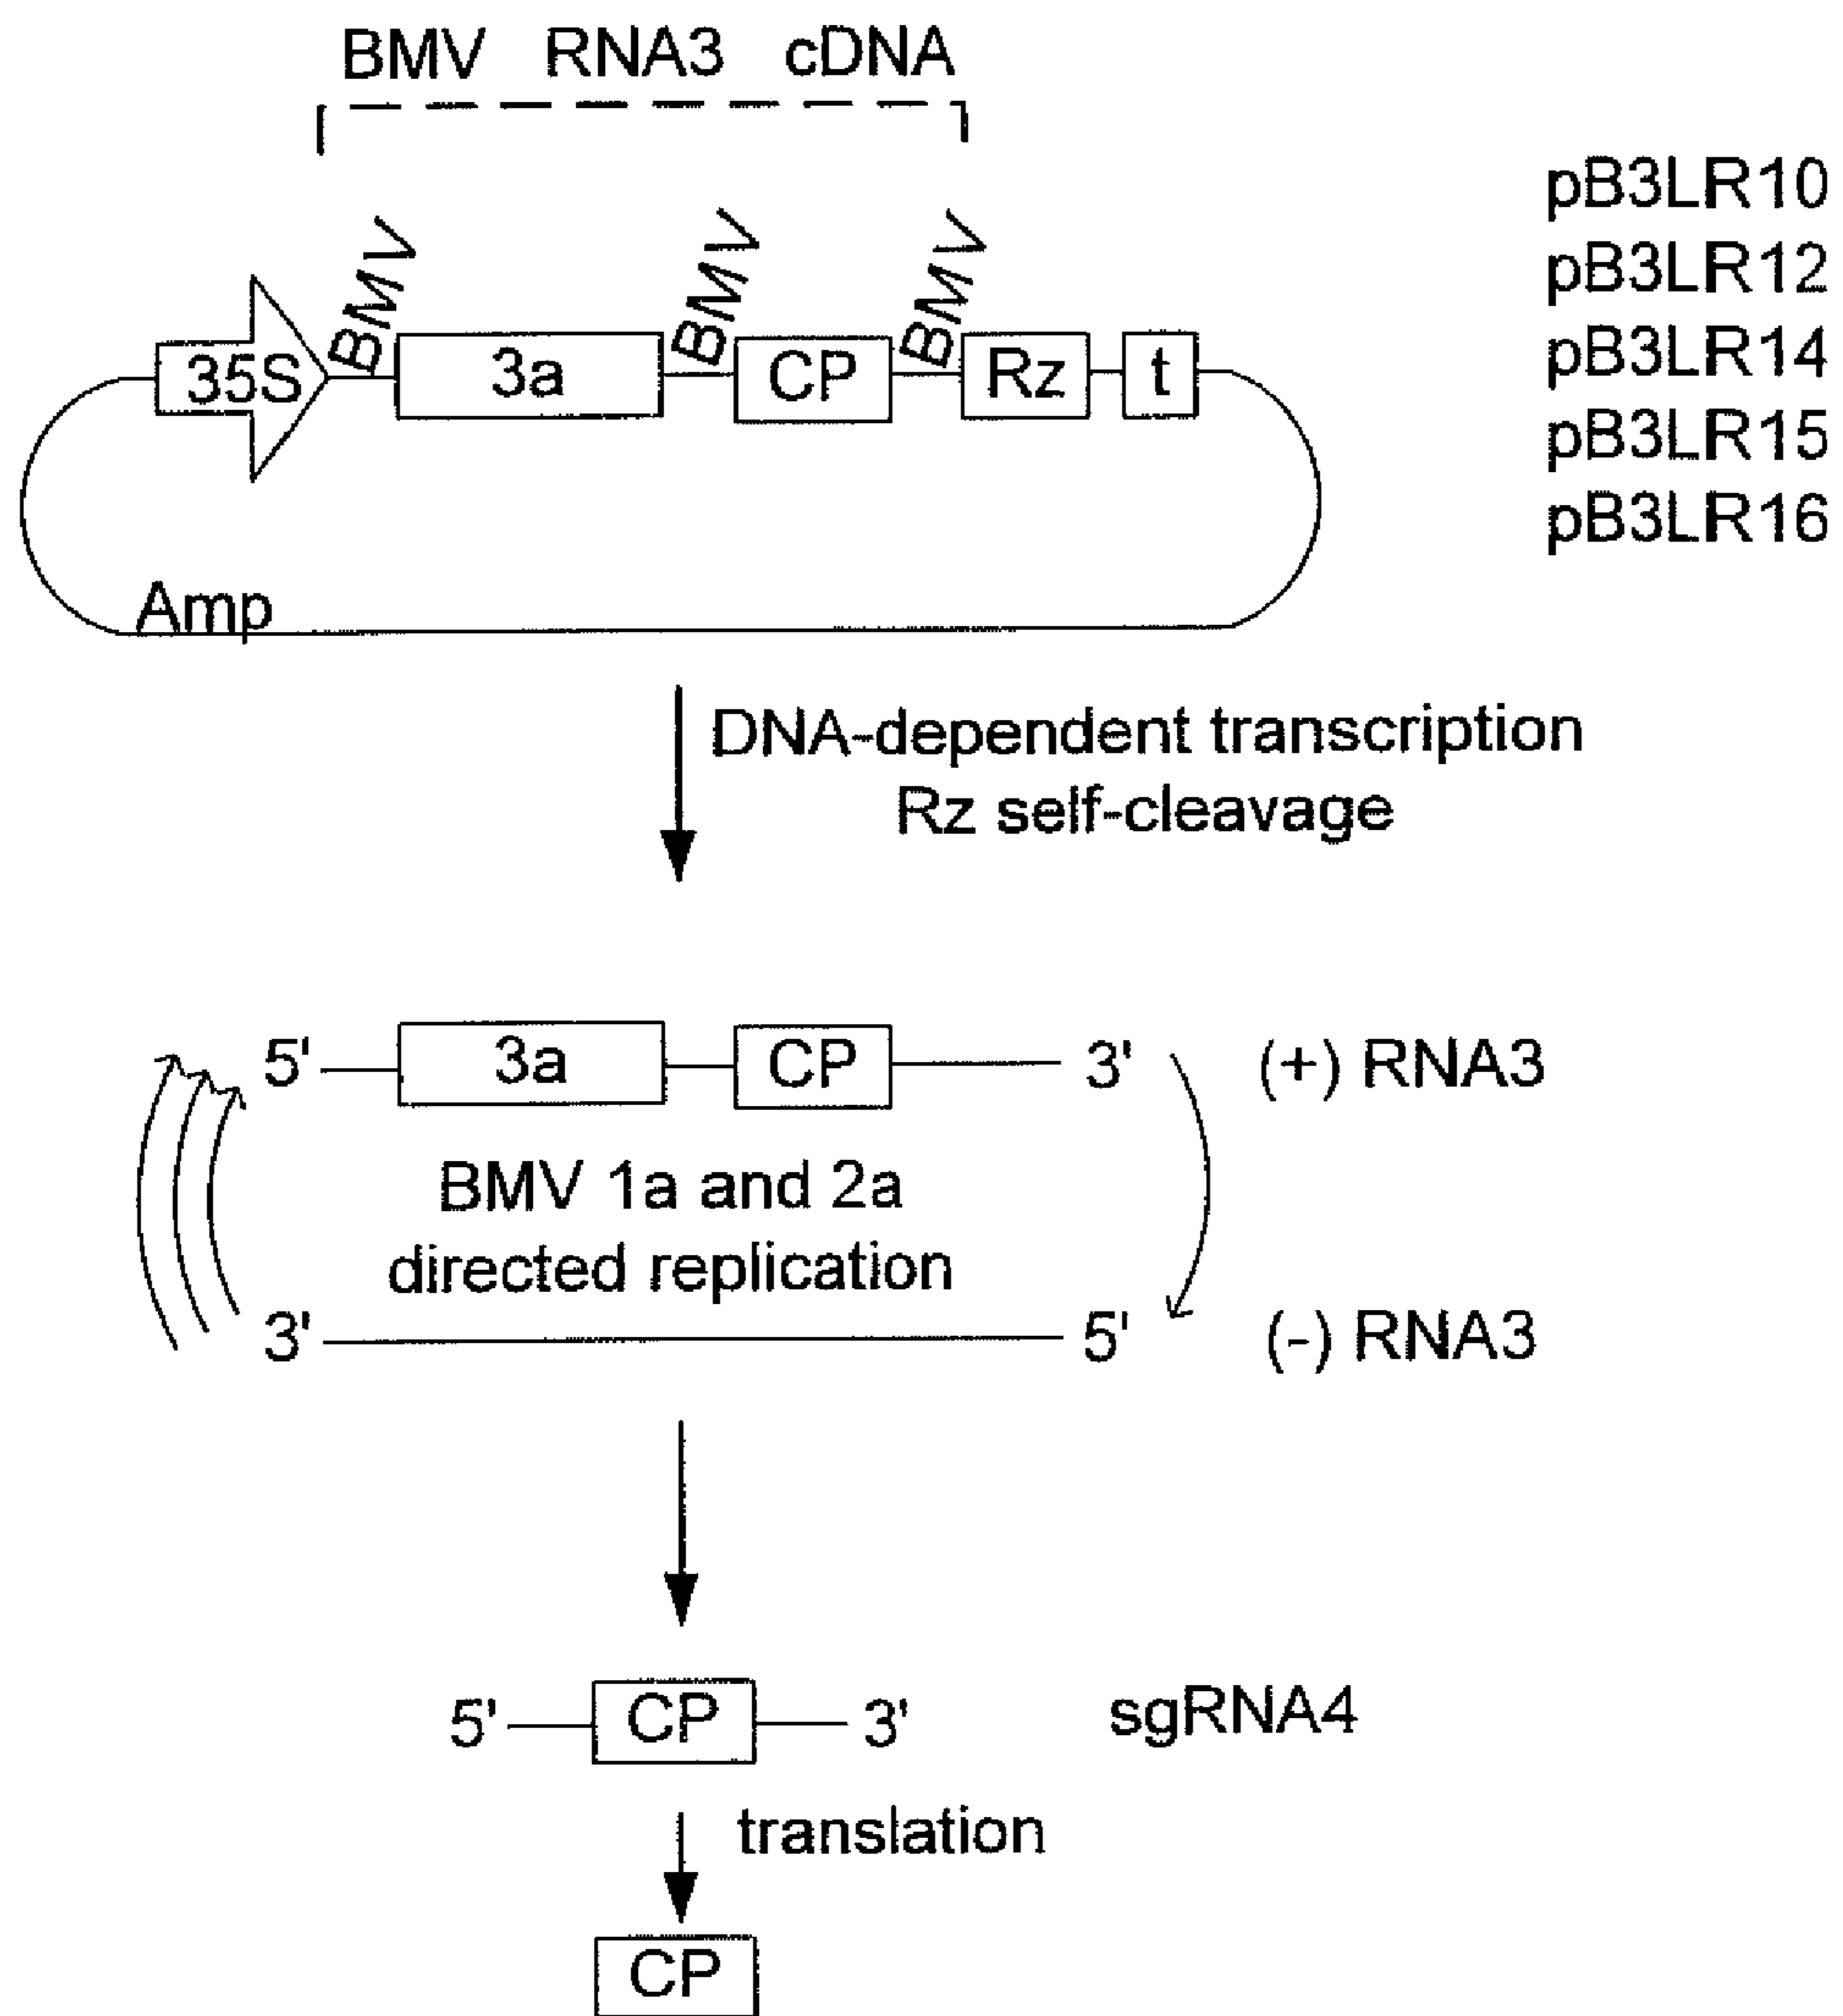 BMV RNA3 cDNA
pB3LR10
pB3LR12
pB3LR14
pB3LR15
pB3LR16
BMV BMV BMV
35S 3a CP Rz t
Amp
DNA-dependent transcription
Rz self-cleavage
5' 3a CP 3' (+) RNA3
BMV 1a and 2a
directed replication
3' 5' (-) RNA3
5' CP 3' sgRNA4
translation
CP